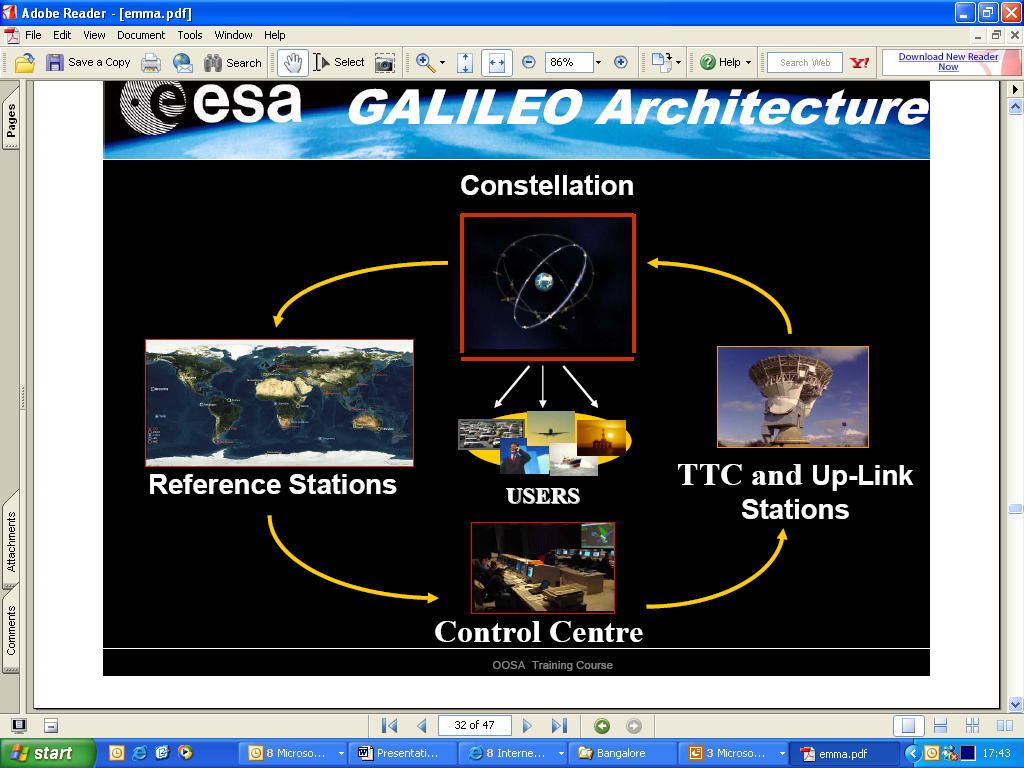 Adobe Reader - [emma.pdf]
File Edit View Document Tools Window Help
Save a Copy Search Select 86% Help Search Web Y! Download New Reader Now
Pages
Attachments
Comments
esa GALILEO Architecture
Constellation
Reference Stations
USERS
TTC and Up-Link
Stations
Control Centre
OOSA Training Course
32 of 47
start 8 Microso... Presentati... 8 Interne... Bangalore 3 Microso... emma.pdf 17:43